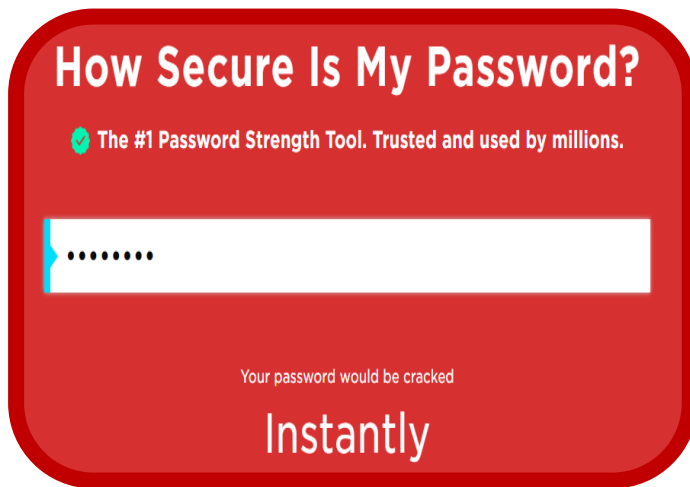 How Secure Is My Password?
The #1 Password Strength Tool. Trusted and used by millions.
••••••••
Your password would be cracked
Instantly